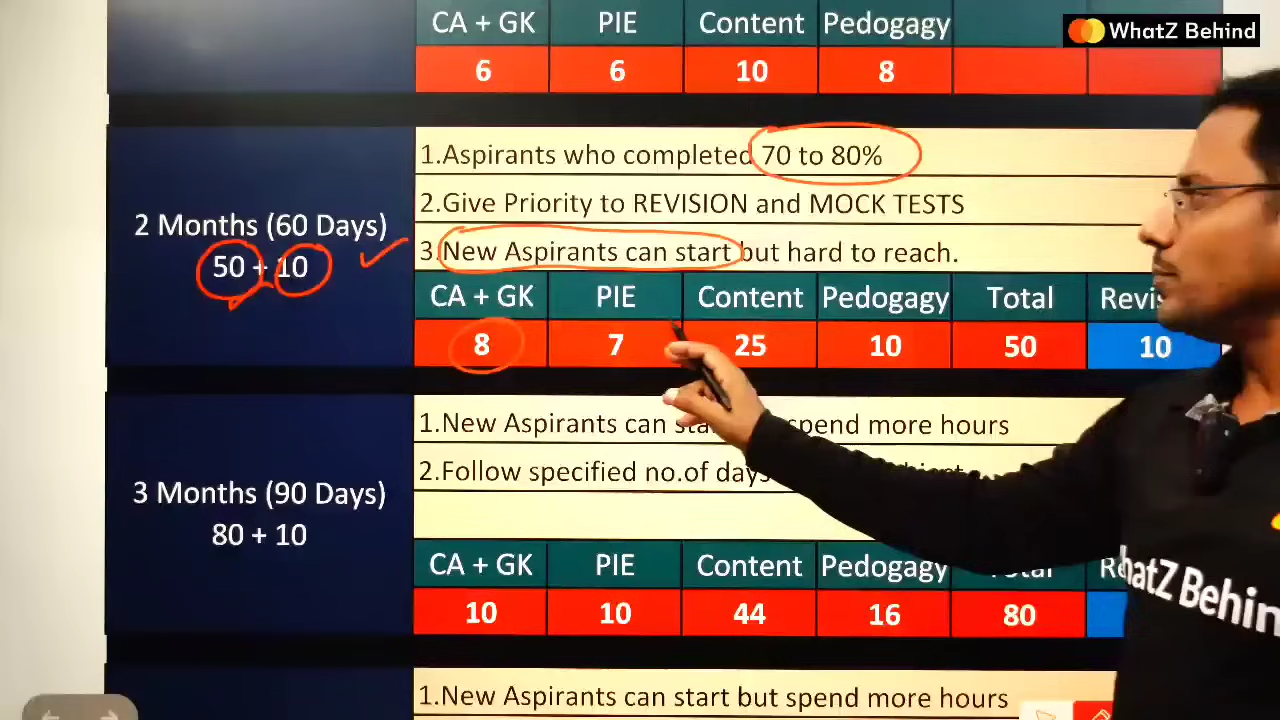 CA + GK PIE Content Pedogagy
6 6 10 8
WhatZ Behind
2 Months (60 Days)
50 + 10
1.Aspirants who completed 70 to 80%
2.Give Priority to REVISION and MOCK TESTS
3.New Aspirants can start but hard to reach.
CA + GK PIE Content Pedogagy Total
8 7 25 10 50 10
3 Months (90 Days)
80 + 10
1.New Aspirants can spend more hours
2.Follow specified no.of days
CA + GK PIE Content Pedogagy
10 10 44 16 80
1.New Aspirants can start but spend more hours
hatZ Behin